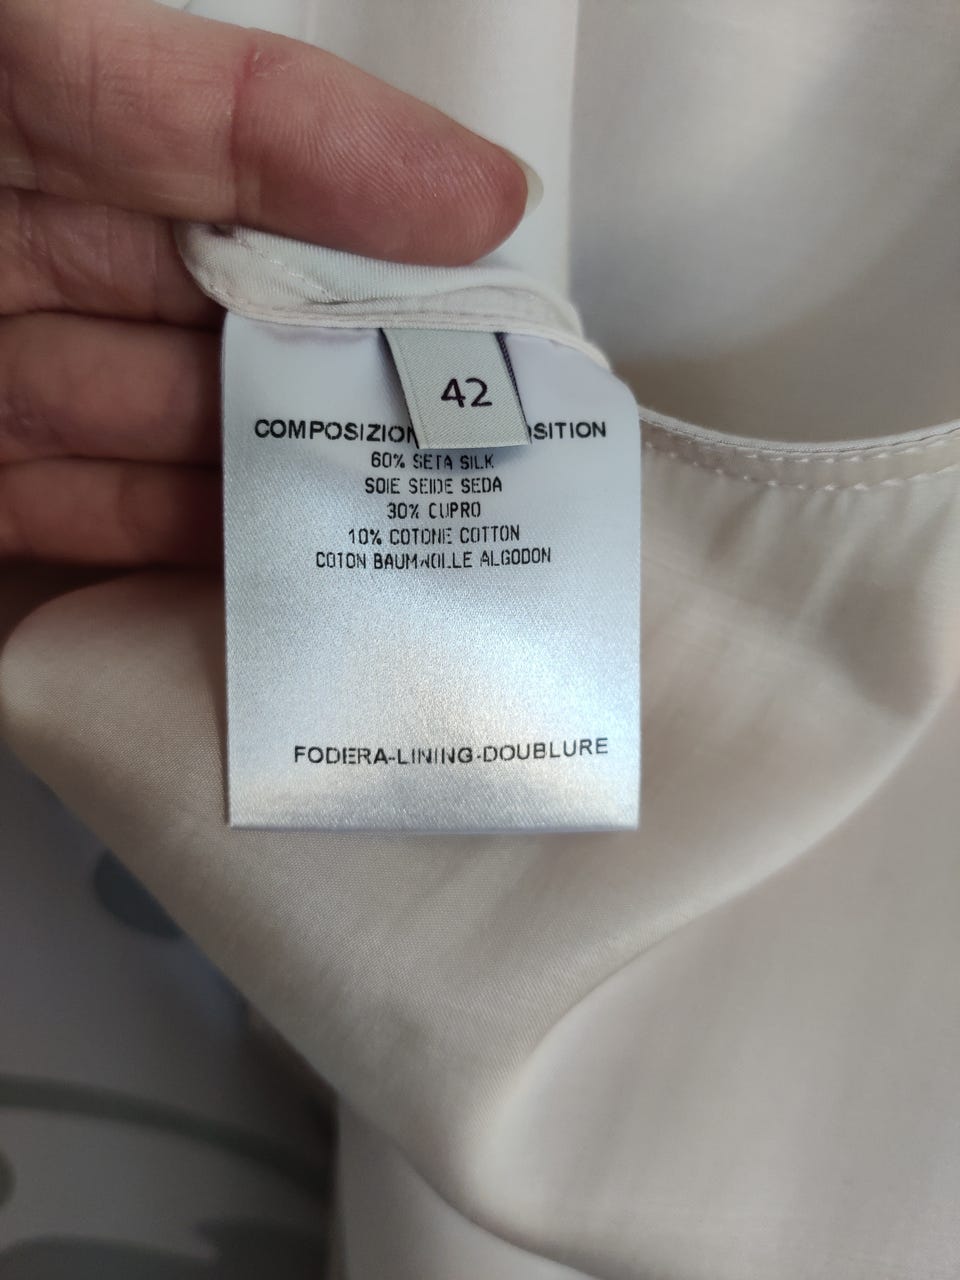 42
COMPOSIZION SITION
60% SETA SILK
SOIE SEIDE SEDA
30% CUPRO
10% COTONE COTTON
COTON BAUMWOLLE ALGODON
FODERA-LINING-DOUBLURE